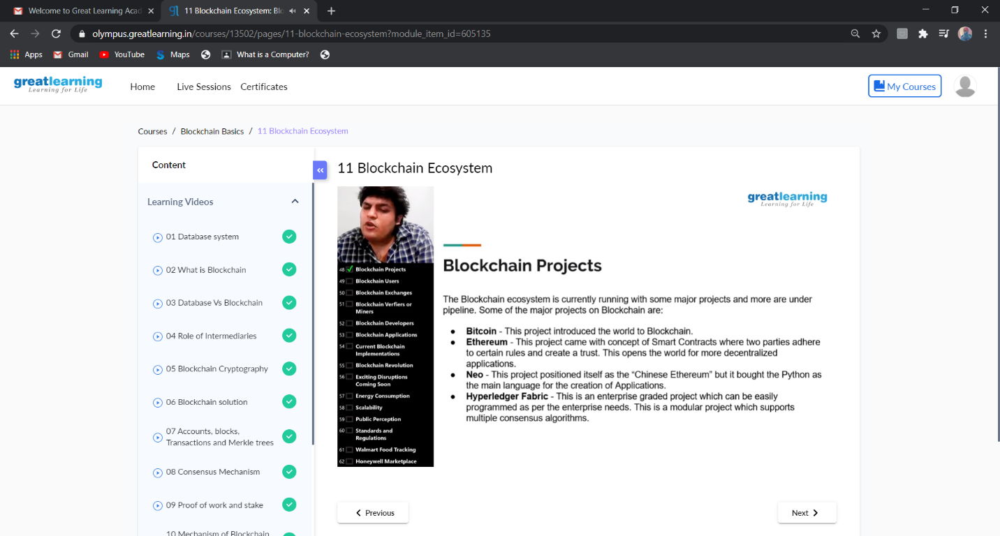 Welcome to Great Learning Acad
11 Blockchain Ecosystem: Blo
olympus.greatlearning.in/courses/13502/pages/11-blockchain-ecosystem?module_item_id=605135
Apps
Gmail
YouTube
Maps
What is a Computer?
greatlearning
Learning for Life
Home
Live Sessions
Certificates
My Courses
Courses / Blockchain Basics / 11 Blockchain Ecosystem
Content
Learning Videos
01 Database system
02 What is Blockchain
03 Database Vs Blockchain
04 Role of Intermediaries
05 Blockchain Cryptography
06 Blockchain solution
07 Accounts, blocks,
Transactions and Merkle trees
08 Consensus Mechanism
09 Proof of work and stake
10 Mechanism of Blockchain
11 Blockchain Ecosystem
48 Blockchain Projects
49 Blockchain Users
50 Blockchain Exchanges
51 Blockchain Verfiers or
Miners
52 Blockchain Developers
53 Blockchain Applications
54 Current Blockchain
Implementations
55 Blockchain Revolution
56 Exciting Disruptions
Coming Soon
57 Energy Consumption
58 Scalability
59 Public Perception
60 Standards and
Regulations
61 Walmart Food Tracking
62 Honeywell Marketplace
greatlearning
Learning for Life
Blockchain Projects
The Blockchain ecosystem is currently running with some major projects and more are under
pipeline. Some of the major projects on Blockchain are:
● Bitcoin - This project introduced the world to Blockchain.
● Ethereum - This project came with concept of Smart Contracts where two parties adhere
to certain rules and create a trust. This opens the world for more decentralized
applications.
● Neo - This project positioned itself as the “Chinese Ethereum” but it bought the Python as
the main language for the creation of Applications.
● Hyperledger Fabric - This is an enterprise graded project which can be easily
programmed as per the enterprise needs. This is a modular project which supports
multiple consensus algorithms.
Previous
Next